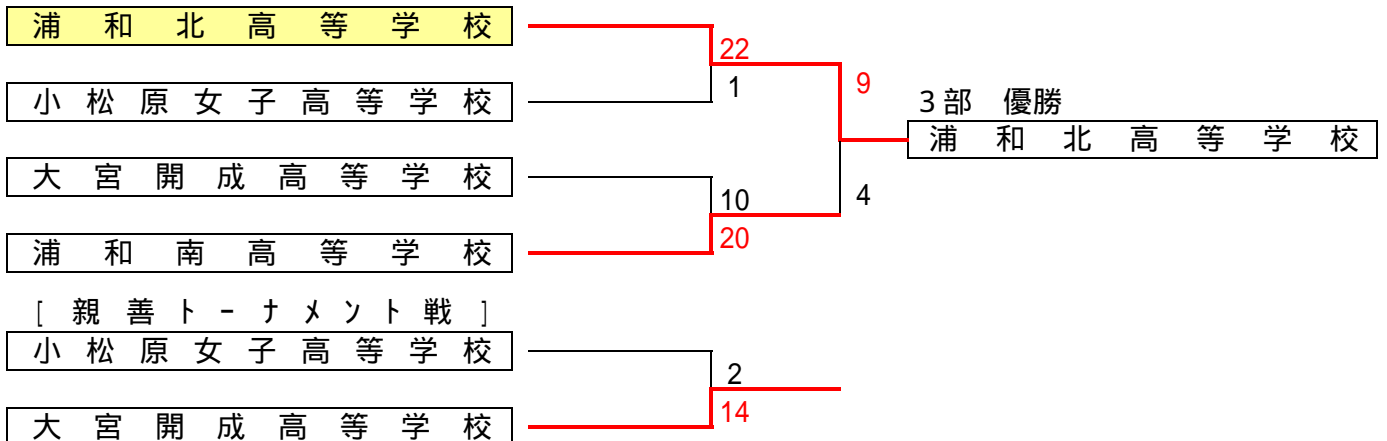 浦和北高等学校
22
小松原女子高等学校
1
9
3部 優勝
浦和北高等学校
大宮開成高等学校
10
4
浦和南高等学校
20
[親善トーナメント戦]
小松原女子高等学校
2
大宮開成高等学校
14